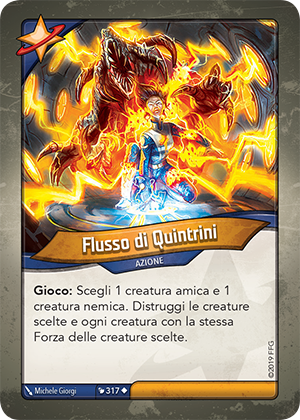 Flusso di Quintrini
AZIONE
Gioco: Scegli 1 creatura amica e 1
creatura nemica. Distruggi le creature
scelte e ogni creatura con la stessa
Forza delle creature scelte.
©2019 FFG
Michele Giorgi
317